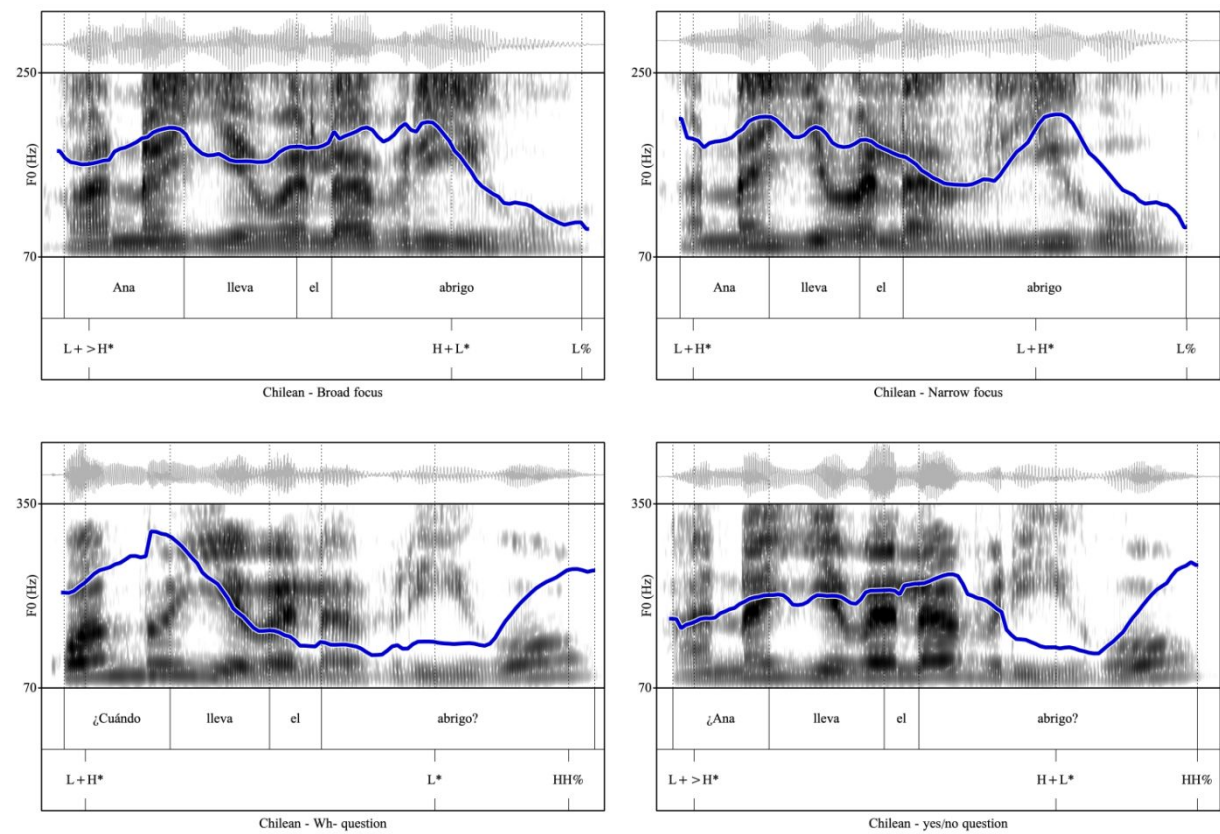 250
F0 (Hz)
70
Ana lleva el abrigo
L+>H* H+L* L%
Chilean - Broad focus
250
F0 (Hz)
70
Ana lleva el abrigo
L+H* L+H* L%
Chilean - Narrow focus
350
F0 (Hz)
70
¿Cuándo lleva el abrigo?
L+H* L* HH%
Chilean - Wh- question
350
F0 (Hz)
70
¿Ana lleva el abrigo?
L+>H* H+L* HH%
Chilean - yes/no question